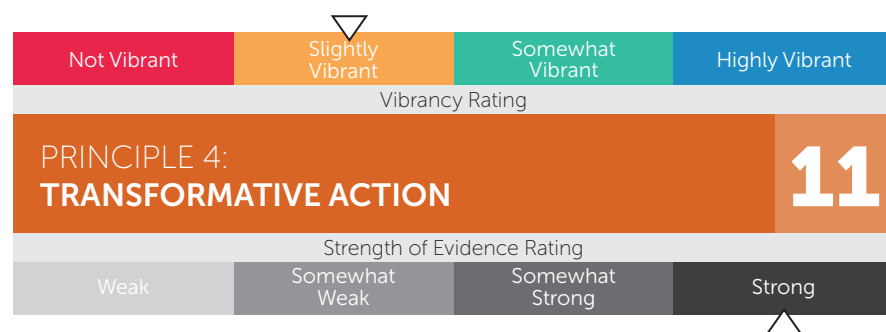 Not Vibrant
Slightly
Vibrant
Somewhat
Vibrant
Highly Vibrant
Vibrancy Rating
PRINCIPLE 4:
TRANSFORMATIVE ACTION
11
Strength of Evidence Rating
Weak
Somewhat
Weak
Somewhat
Strong
Strong